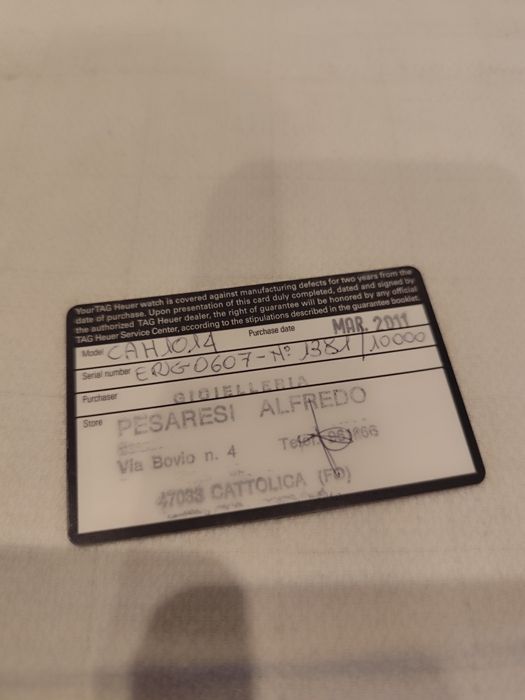 Your TAG Heuer watch is covered against manufacturing defects for two years from the
date of purchase. Upon presentation of this card duly completed, dated and signed by
the authorized TAG Heuer dealer, the right of guarantee will be honored by any official
TAG Heuer Service Center, according to the stipulations described in the guarantee booklet.
Model CAH1014 Purchase date MAR. 2011
Serial number ERG0607-N° 1381/10000
Purchaser
GIOIELLERIA
Store PESARESI ALFREDO
Via Bovio n. 4
47033 CATTOLICA (FO)